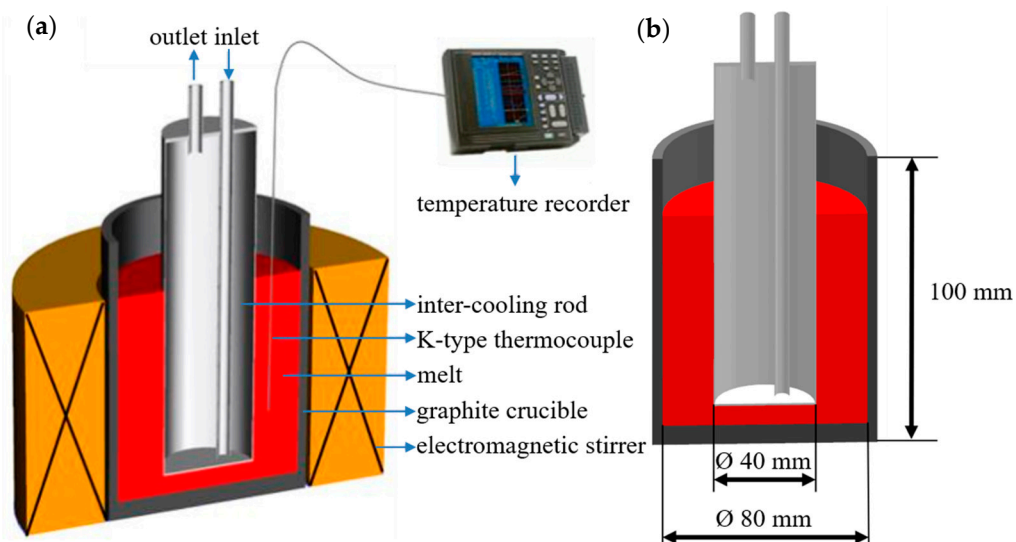 (a)
outlet inlet
temperature recorder
inter-cooling rod
K-type thermocouple
melt
graphite crucible
electromagnetic stirrer
(b)
100 mm
Ø 40 mm
Ø 80 mm